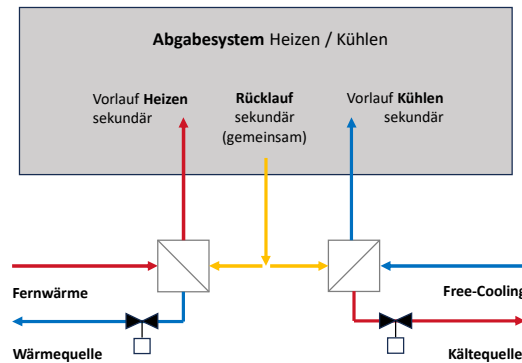 Abgabesystem Heizen / Kühlen
Vorlauf Heizen
sekundär
Rücklauf
sekundär
(gemeinsam)
Vorlauf Kühlen
sekundär
Fernwärme
Free-Cooling
Wärmequelle
Kältequelle